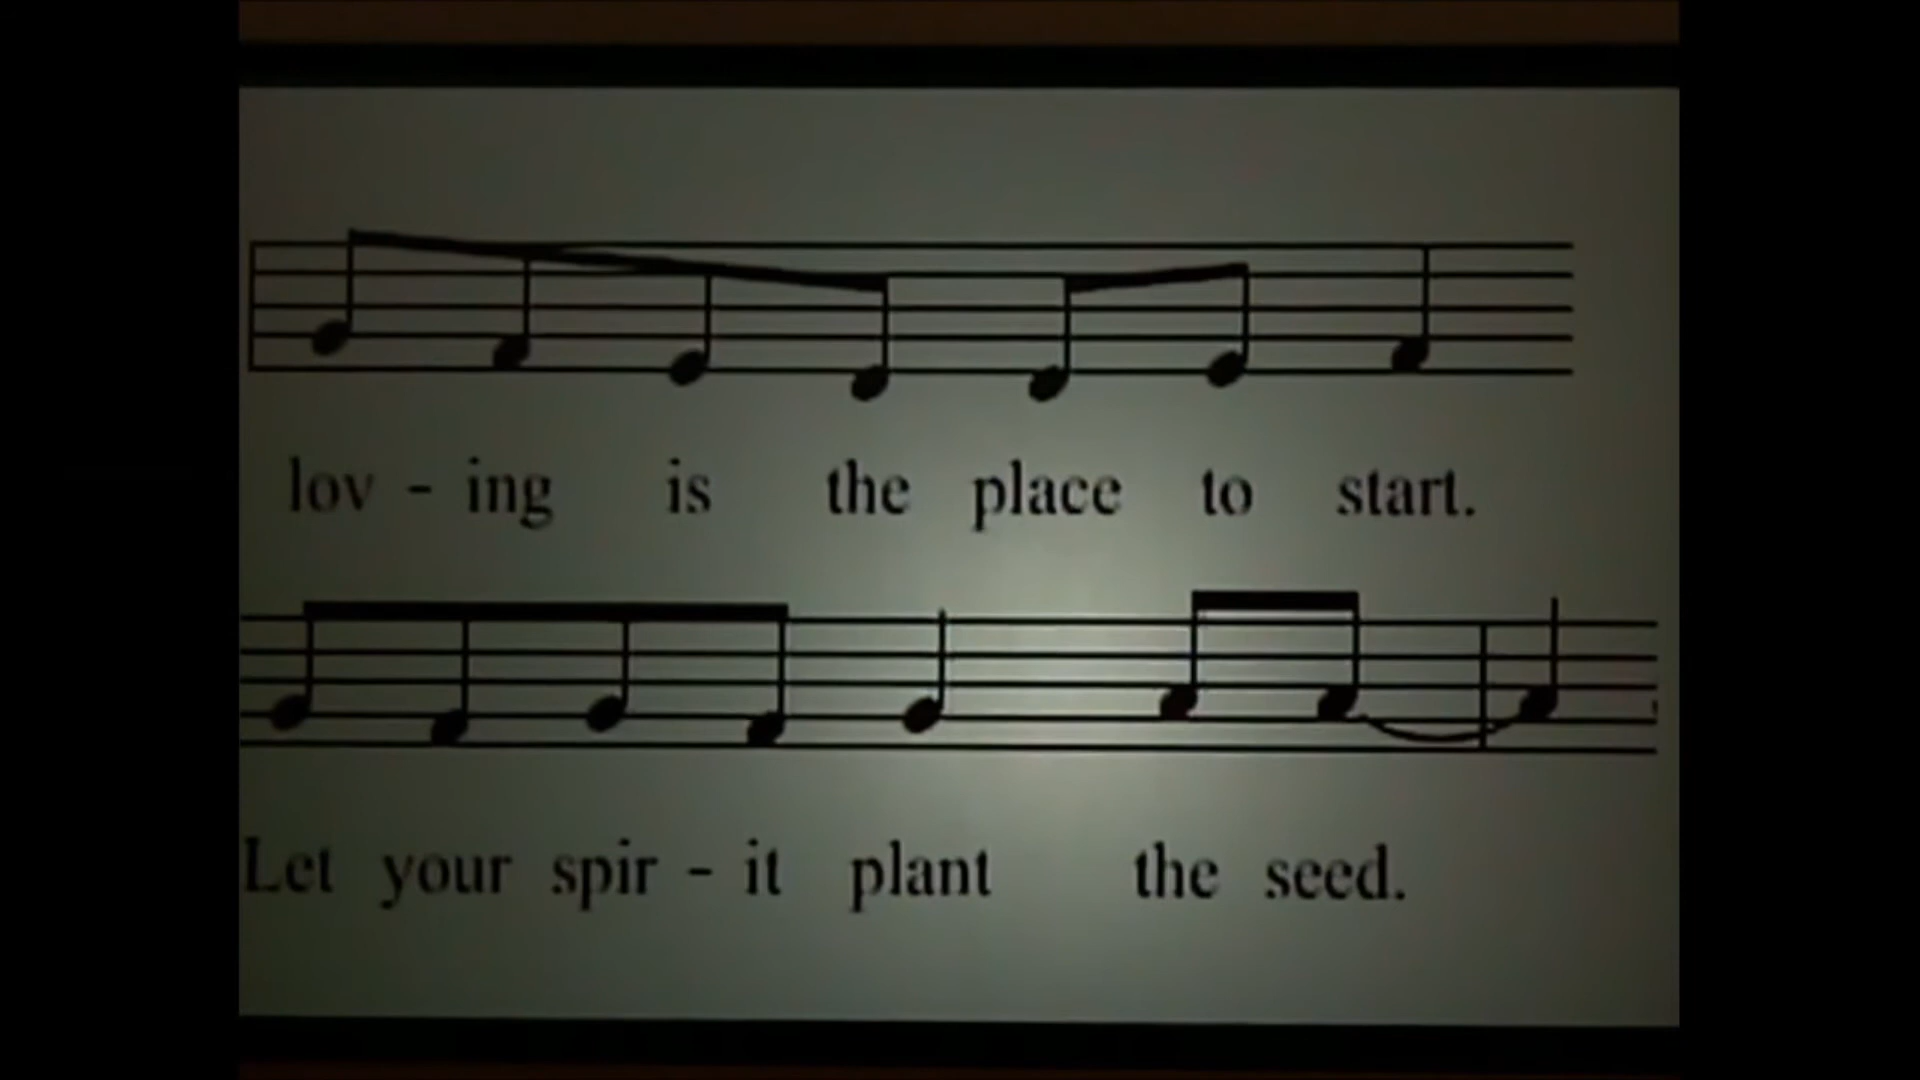 lov - ing is the place to start.
Let your spir - it plant the seed.